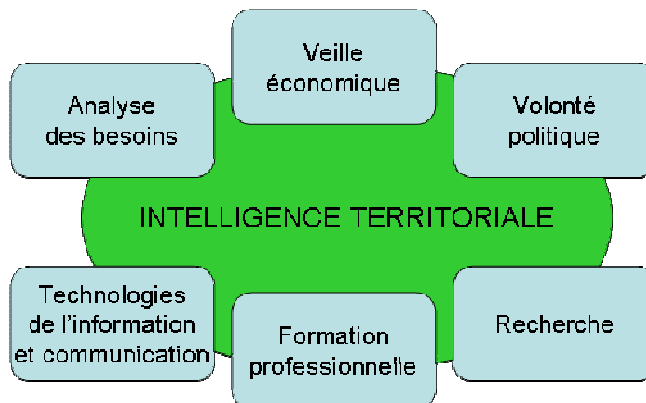 Veille
économique
Analyse
des besoins
Volonté
politique
INTELLIGENCE TERRITORIALE
Technologies
de l'information
et communication
Formation
professionnelle
Recherche